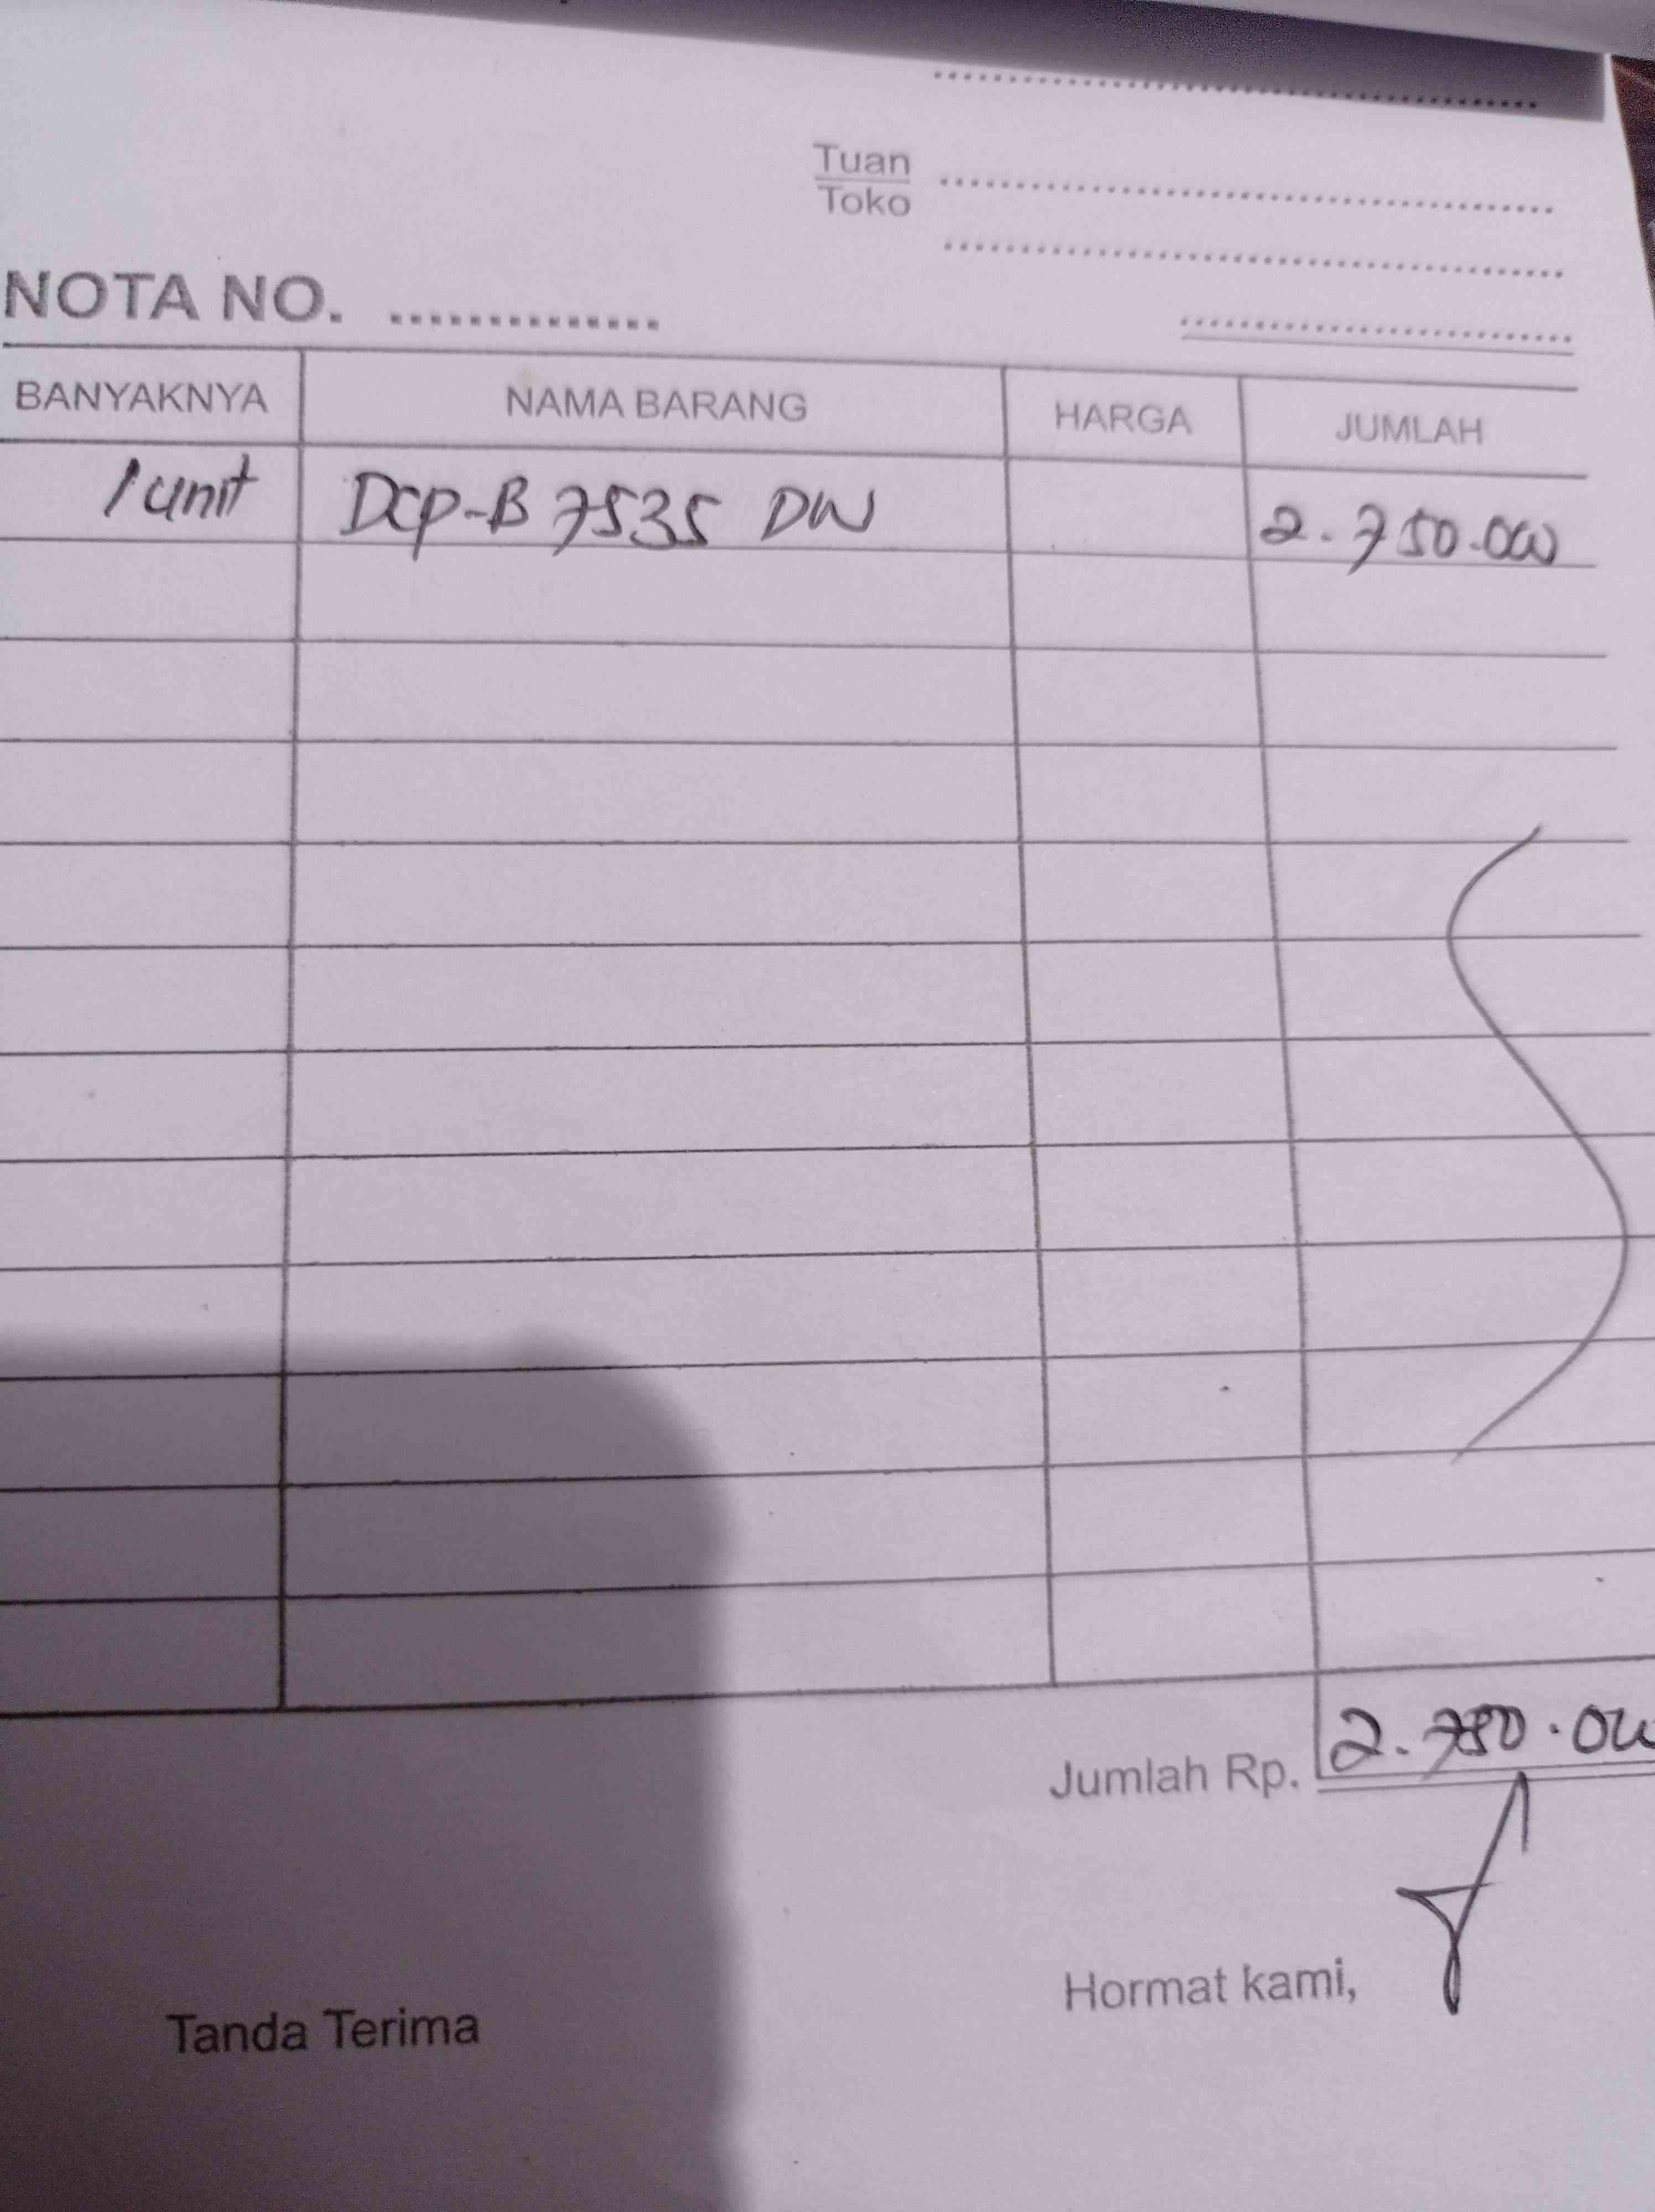 Tuan
Toko
NOTA NO.
BANYAKNYA NAMA BARANG HARGA JUMLAH
1 unit DCP-B 7535 DW 2.750.000
Jumlah Rp. 2.750.000
Hormat kami,
Tanda Terima